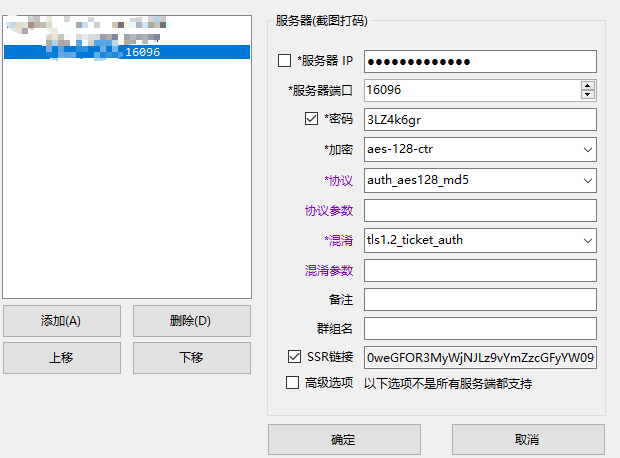 16096
添加(A)
删除(D)
上移
下移
服务器(截图打码)
*服务器 IP
●●●●●●●●●●●●●
*服务器端口
16096
*密码
3LZ4k6gr
*加密
aes-128-ctr
*协议
auth_aes128_md5
协议参数
*混淆
tls1.2_ticket_auth
混淆参数
备注
群组名
SSR链接
0weGFOR3MyWjNJLz9vYmZzcGFyYW09
高级选项
以下选项不是所有服务端都支持
确定
取消